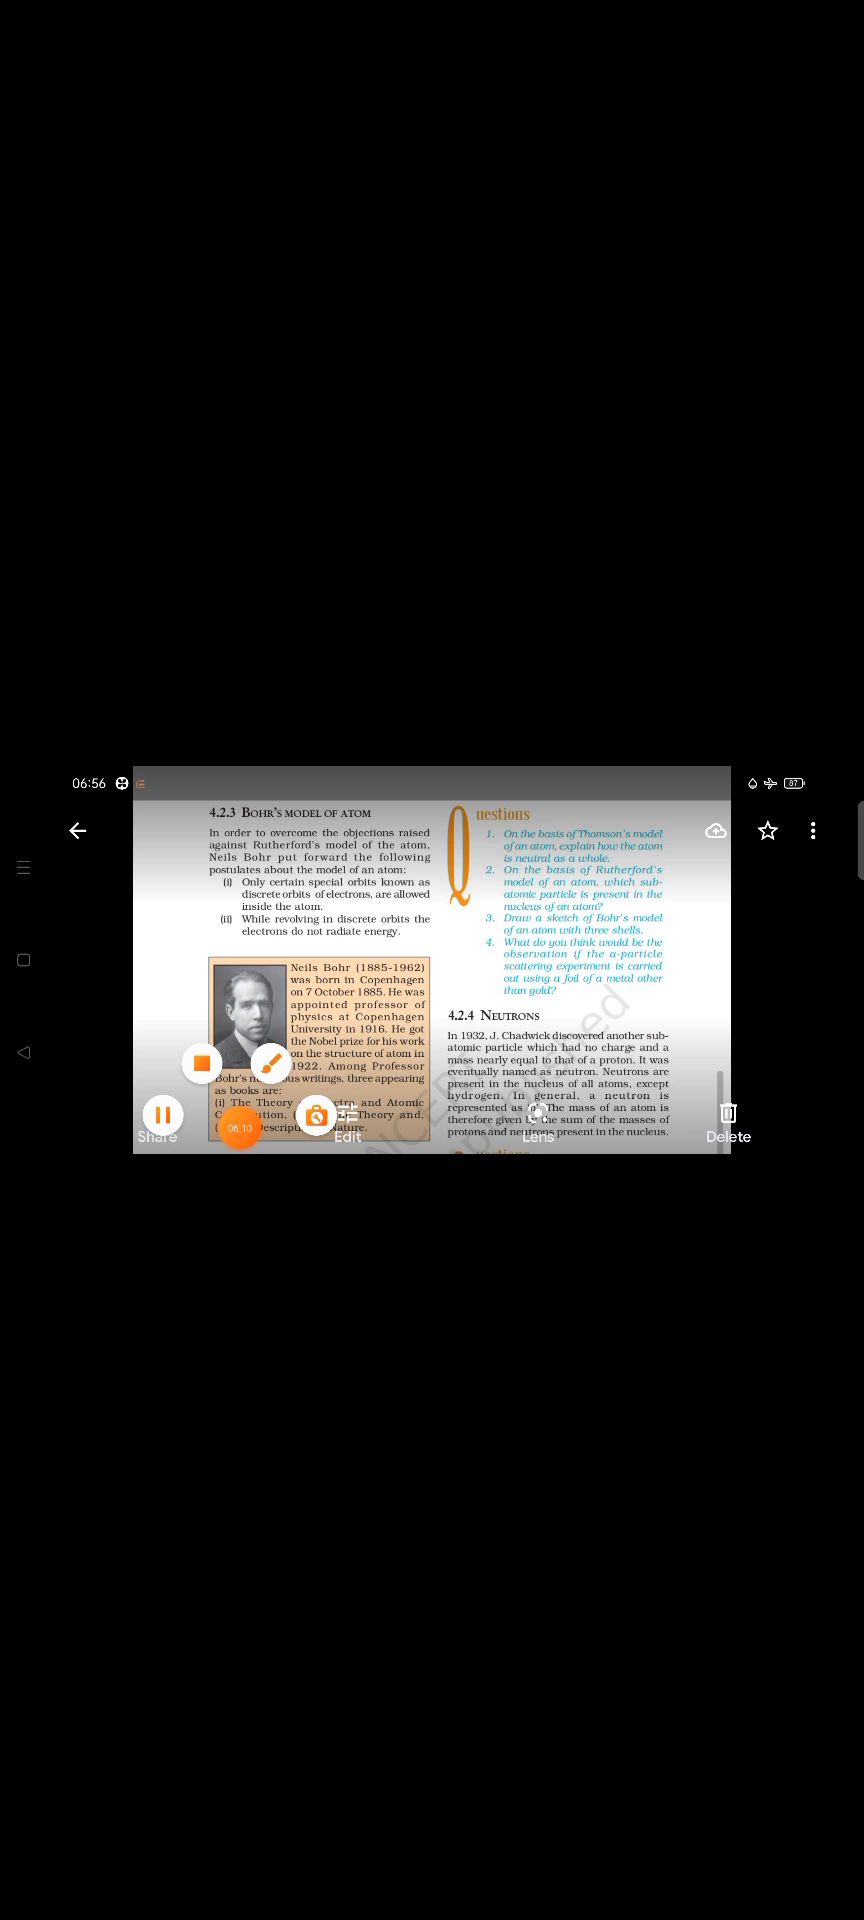 06:56
87
4.2.3 BOHR'S MODEL OF ATOM
In order to overcome the objections raised
against Rutherford's model of the atom,
Neils Bohr put forward the following
postulates about the model of an atom:
(i) Only certain special orbits known as
discrete orbits of electrons, are allowed
inside the atom.
(ii) While revolving in discrete orbits the
electrons do not radiate energy.
Neils Bohr (1885-1962)
was born in Copenhagen
on 7 October 1885. He was
appointed professor of
physics at Copenhagen
University in 1916. He got
the Nobel prize for his work
on the structure of atom in
1922. Among Professor
Bohr's writings, three appearing
as books are:
(i) The Theory and Atomic
Theory and,
Nature.
Questions
1. On the basis of Thomson's model
of an atom, explain how the atom
is neutral as a whole.
2. On the basis of Rutherford's
model of an atom, which sub-
atomic particle is present in the
nucleus of an atom?
3. Draw a sketch of Bohr's model
of an atom with three shells.
4. What do you think would be the
observation if the α-particle
scattering experiment is carried
out using a foil of a metal other
than gold?
4.2.4 NEUTRONS
In 1932, J. Chadwick discovered another sub-
atomic particle which had no charge and a
mass nearly equal to that of a proton. It was
eventually named as neutron. Neutrons are
present in the nucleus of all atoms, except
hydrogen. In general, a neutron is
represented as The mass of an atom is
therefore given the sum of the masses of
protons and neutrons present in the nucleus.
06:10
Share
Edit
Lens
Delete